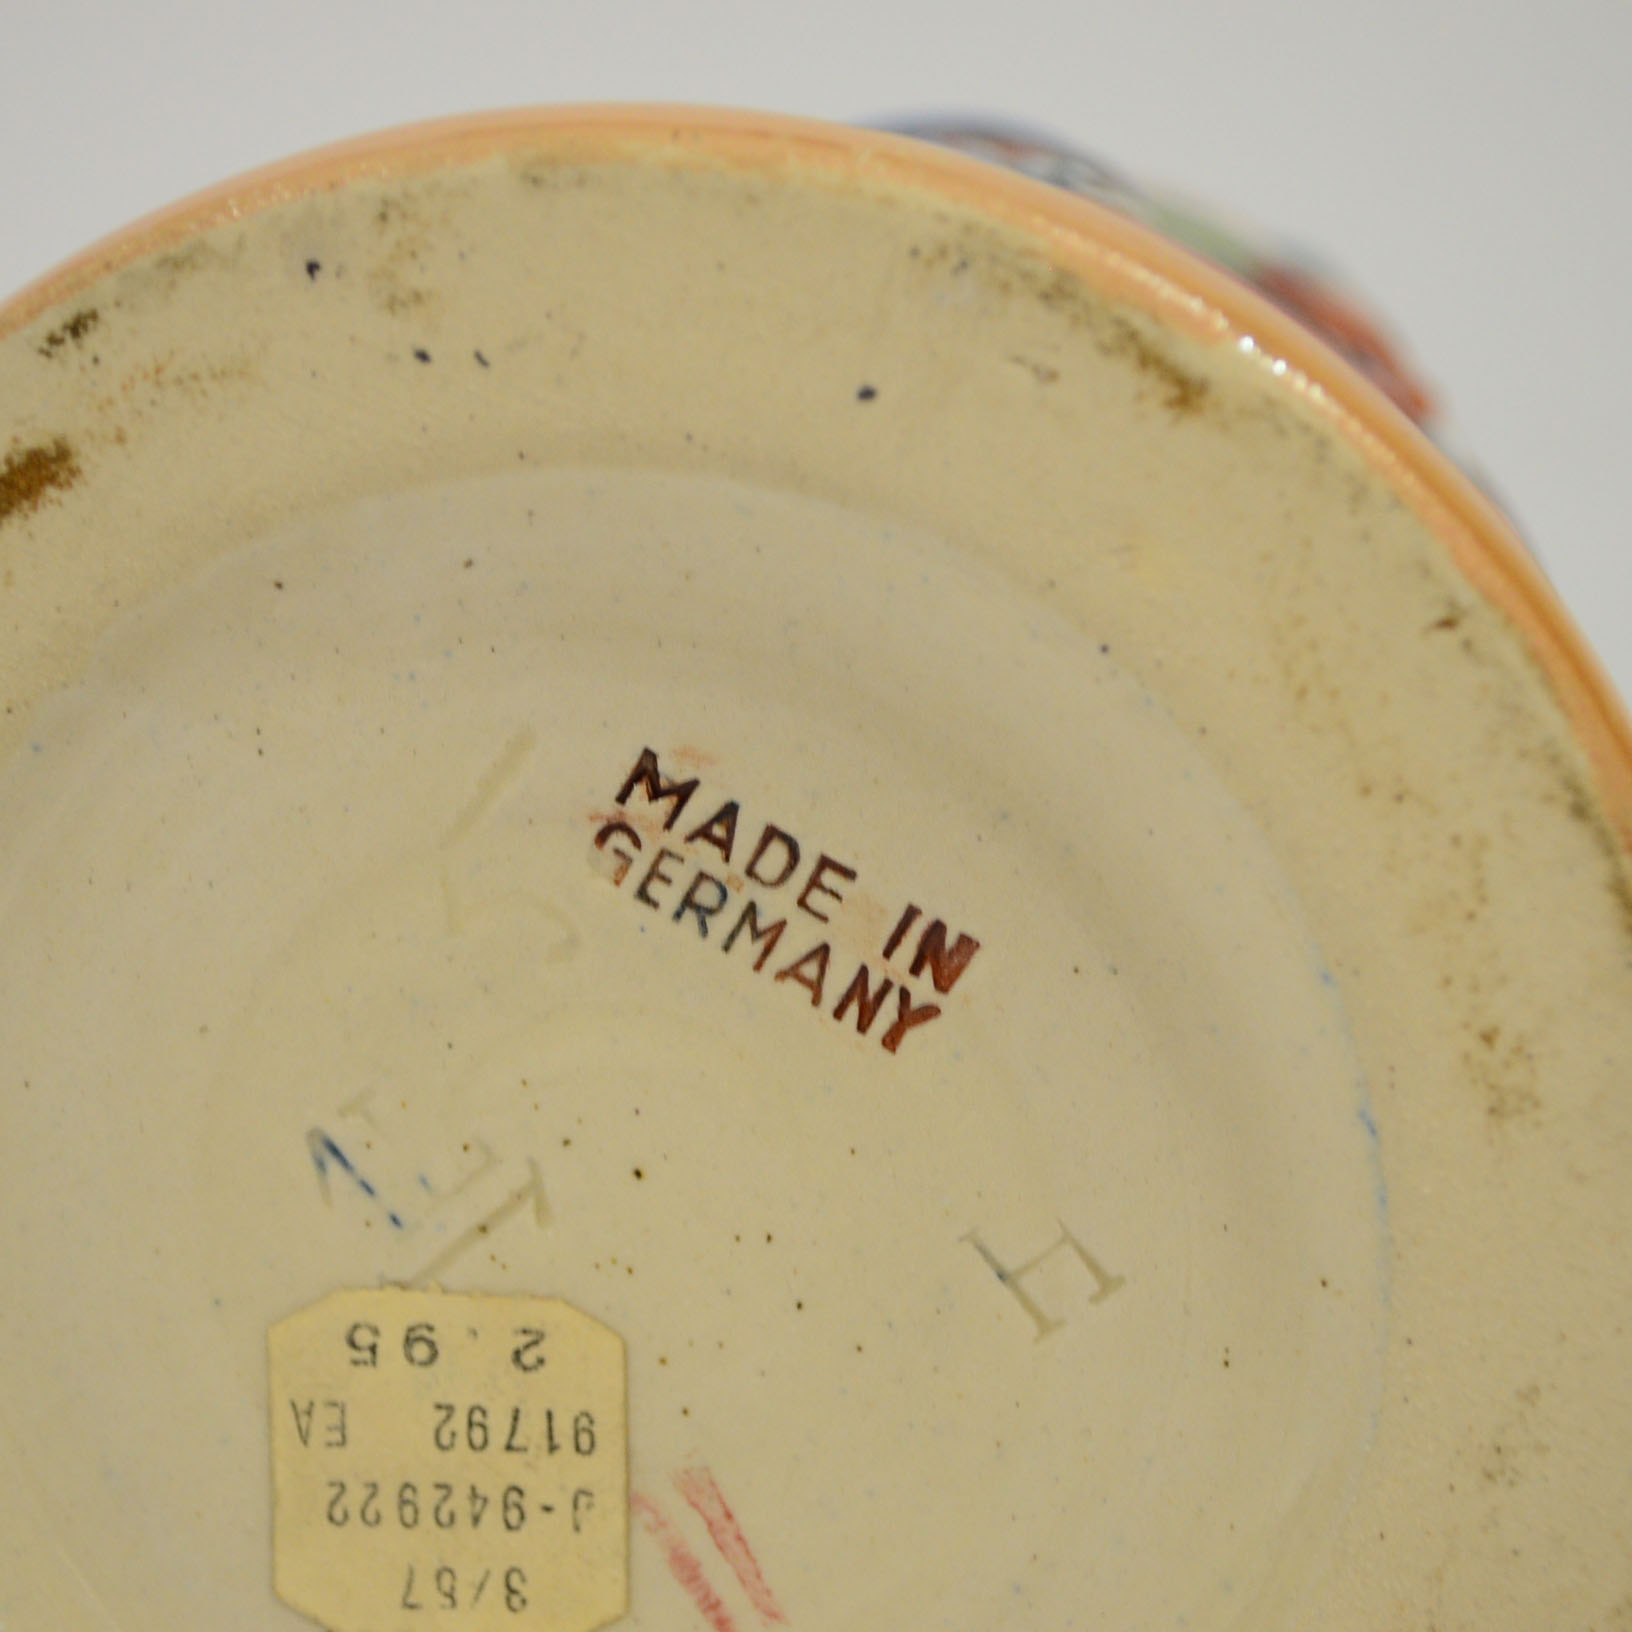 MADE IN
GERMANY
H
3/57
J-942922
91792 EA
2.95